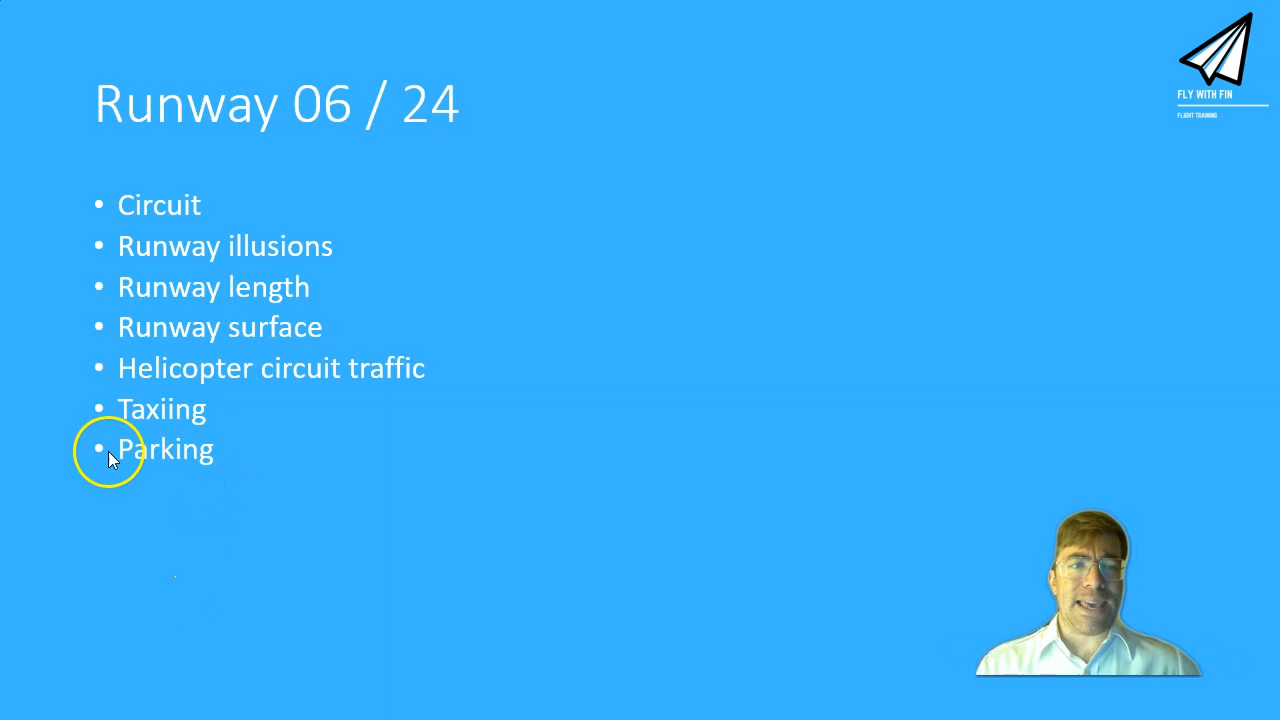 FLY WITH FIN
FLIGHT TRAINING
Runway 06 / 24
• Circuit
• Runway illusions
• Runway length
• Runway surface
• Helicopter circuit traffic
• Taxiing
• Parking